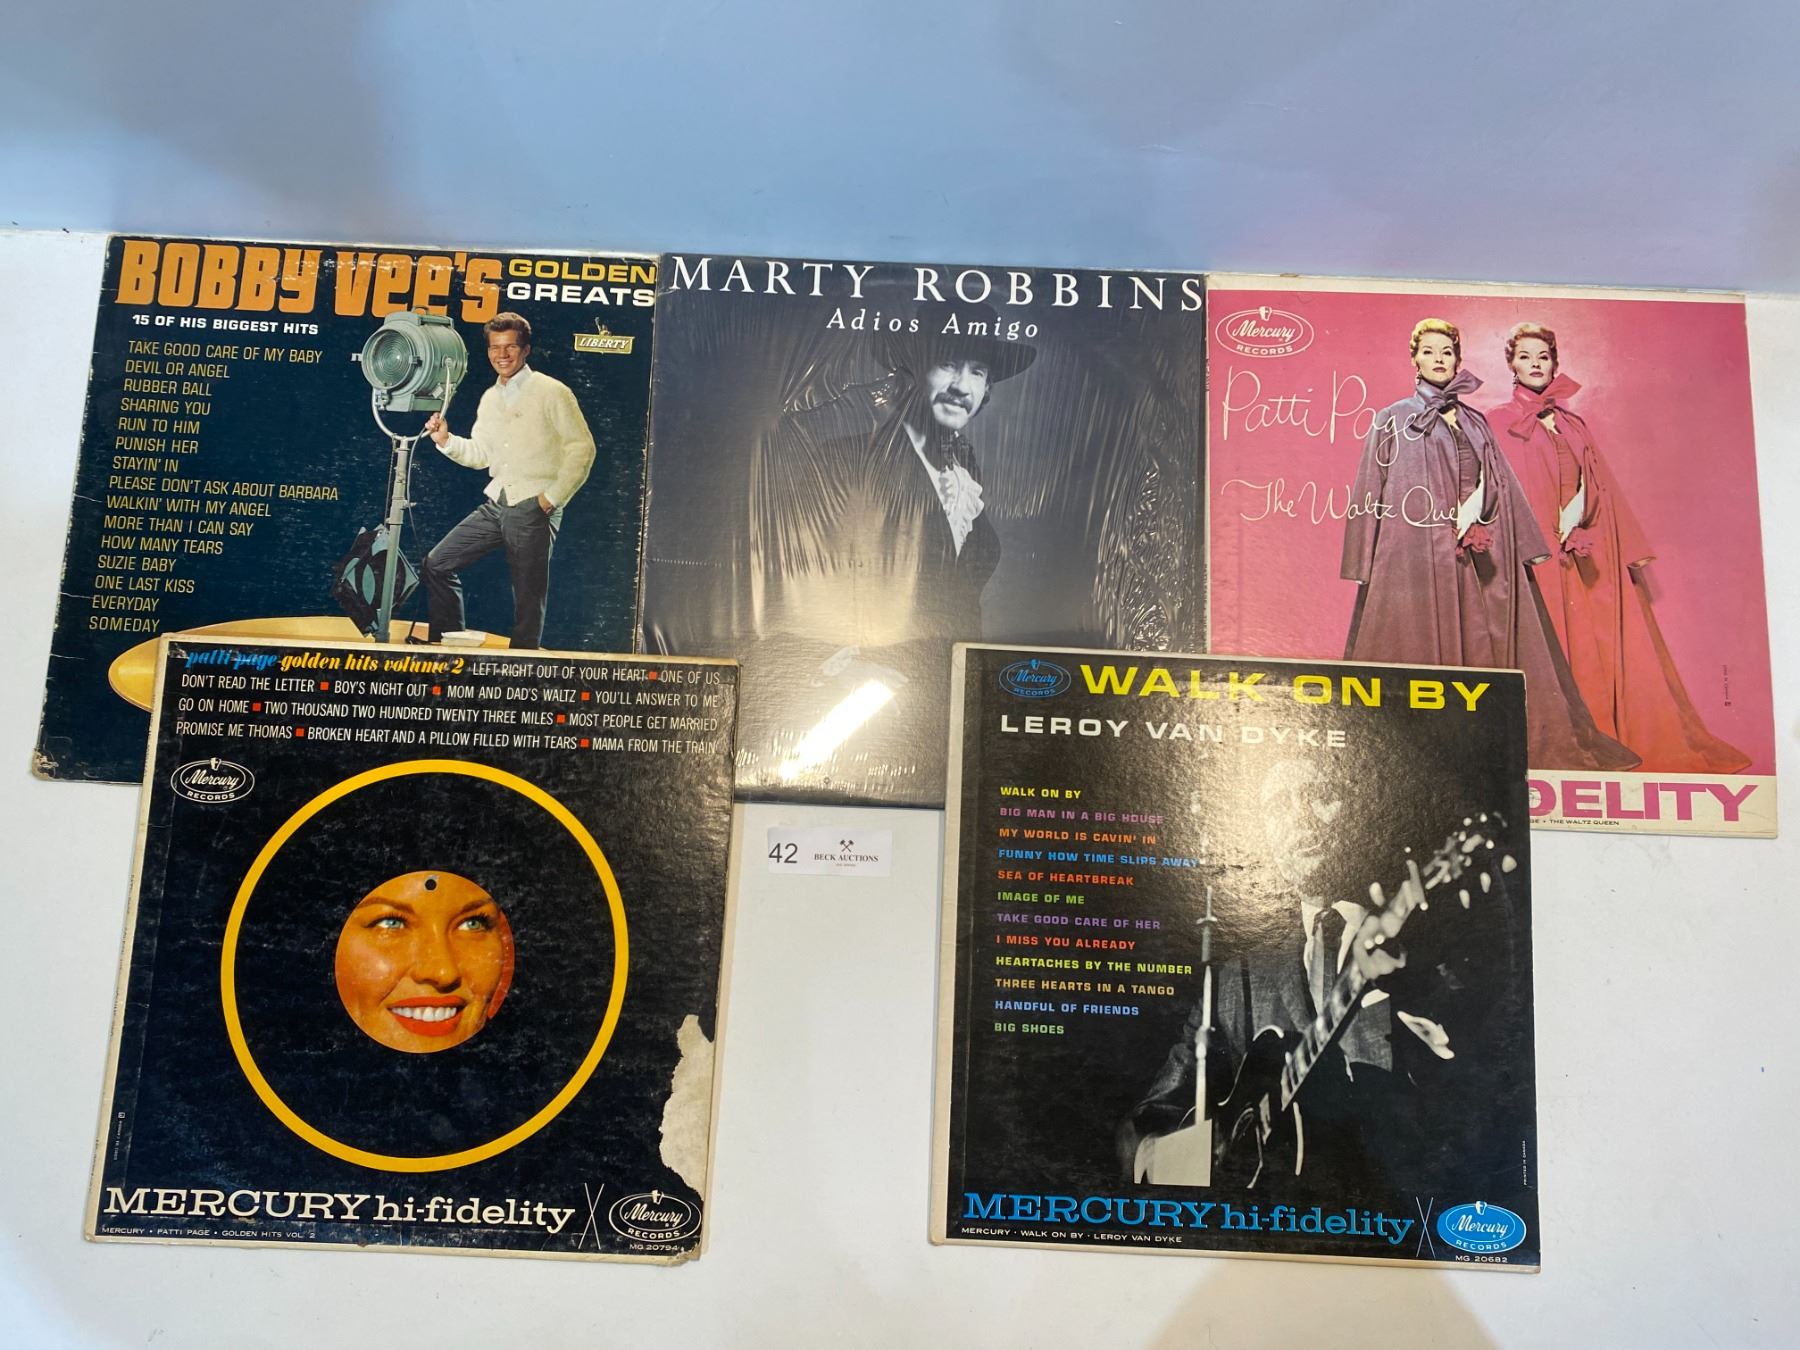 BOBBY Vee's
GOLDEN
GREATS
15 OF HIS BIGGEST HITS
LIBERTY
TAKE GOOD CARE OF MY BABY
DEVIL OR ANGEL
RUBBER BALL
SHARING YOU
RUN TO HIM
PUNISH HER
STAYIN' IN
PLEASE DON'T ASK ABOUT BARBARA
WALKIN' WITH MY ANGEL
MORE THAN I CAN SAY
HOW MANY TEARS
SUZIE BABY
ONE LAST KISS
EVERYDAY
SOMEDAY
MARTY ROBBINS
Adios Amigo
Mercury
RECORDS
Patti Page
The Waltz Queen
DELITY
THE WALTZ QUEEN
patti page golden hits volume 2 LEFT RIGHT OUT OF YOUR HEART ■ ONE OF US
DON'T READ THE LETTER ■ BOY'S NIGHT OUT ■ MOM AND DAD'S WALTZ ■ YOU'LL ANSWER TO ME
GO ON HOME ■ TWO THOUSAND TWO HUNDRED TWENTY THREE MILES ■ MOST PEOPLE GET MARRIED
PROMISE ME THOMAS ■ BROKEN HEART AND A PILLOW FILLED WITH TEARS ■ MAMA FROM THE TRAIN
Mercury
RECORDS
MERCURY hi-fidelity
Mercury
RECORDS
MERCURY • PATTI PAGE • GOLDEN HITS VOL. 2
MG 20794
42
BECK AUCTIONS
Mercury
RECORDS
WALK ON BY
LEROY VAN DYKE
WALK ON BY
BIG MAN IN A BIG HOUSE
MY WORLD IS CAVIN' IN
FUNNY HOW TIME SLIPS AWAY
SEA OF HEARTBREAK
IMAGE OF ME
TAKE GOOD CARE OF HER
I MISS YOU ALREADY
HEARTACHES BY THE NUMBER
THREE HEARTS IN A TANGO
HANDFUL OF FRIENDS
BIG SHOES
PRINTED IN CANADA
MERCURY hi-fidelity
Mercury
RECORDS
MERCURY • WALK ON BY • LEROY VAN DYKE
MG 20682